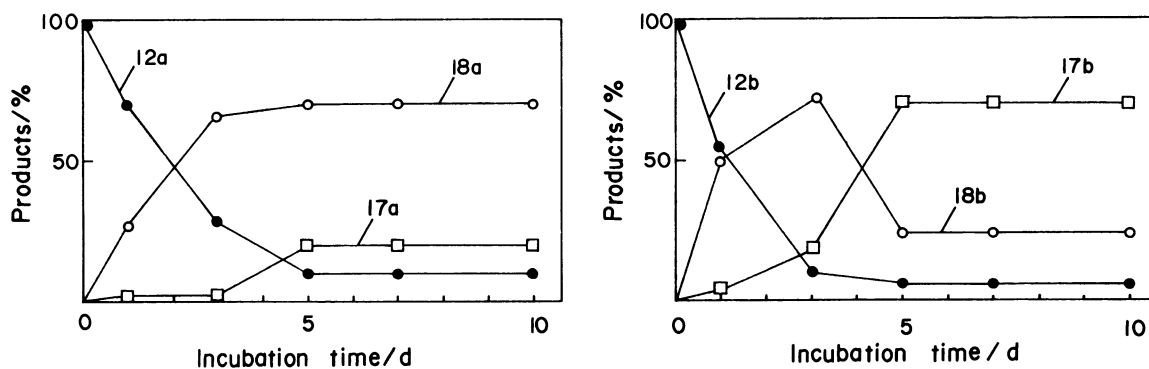 100
50
0
5
10
12a
18a
17a
Products/%
Incubation time/d
100
50
0
5
10
12b
17b
18b
Products/%
Incubation time/d